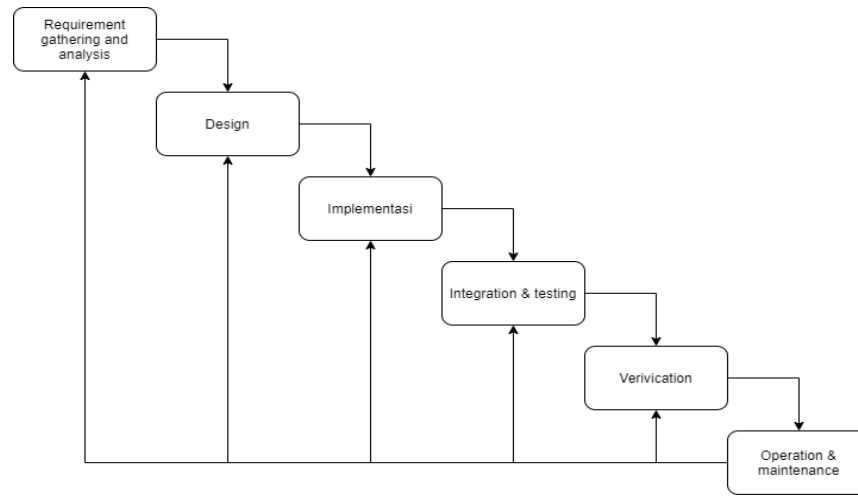 Requirement
gathering and
analysis
Design
Implementasi
Integration & testing
Verivication
Operation &
maintenance